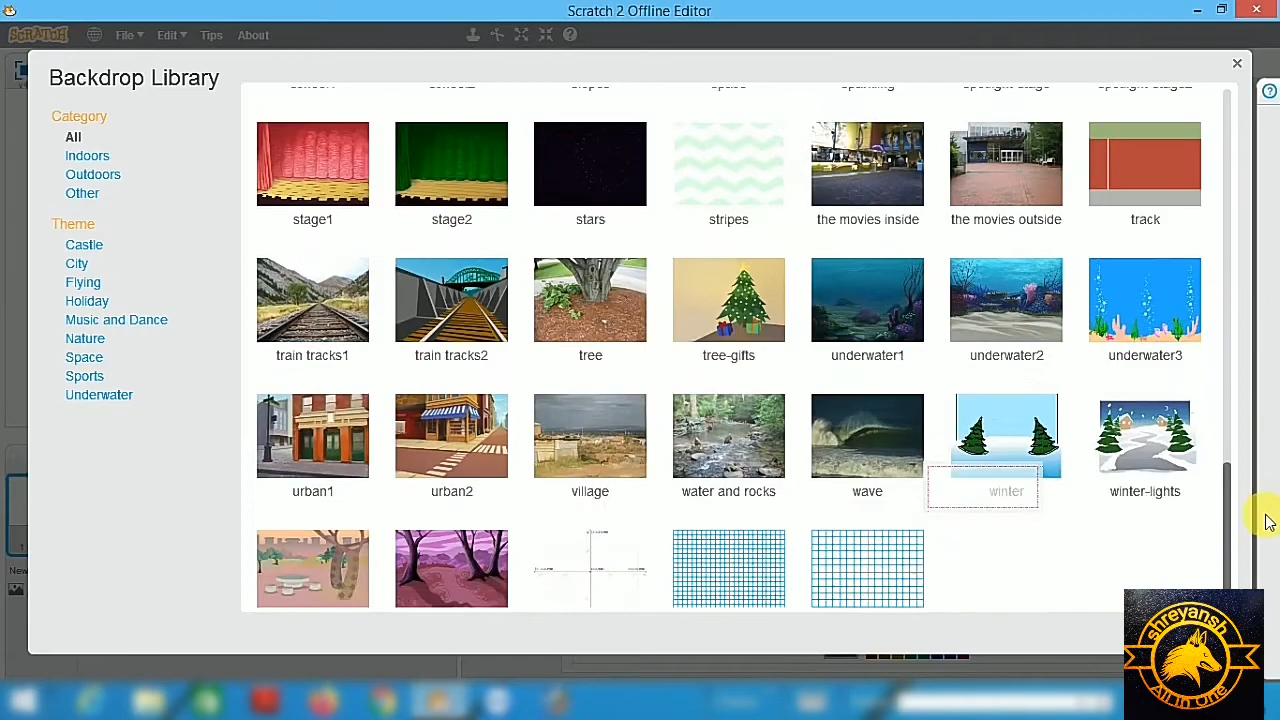 Scratch 2 Offline Editor
SCRATCH File Edit Tips About
Backdrop Library
Category
All
Indoors
Outdoors
Other
Theme
Castle
City
Flying
Holiday
Music and Dance
Nature
Space
Sports
Underwater
stage1 stage2 stars stripes the movies inside the movies outside track
train tracks1 train tracks2 tree tree-gifts underwater1 underwater2 underwater3
urban1 urban2 village water and rocks wave winter winter-lights
New
1
shreyansh
All in One